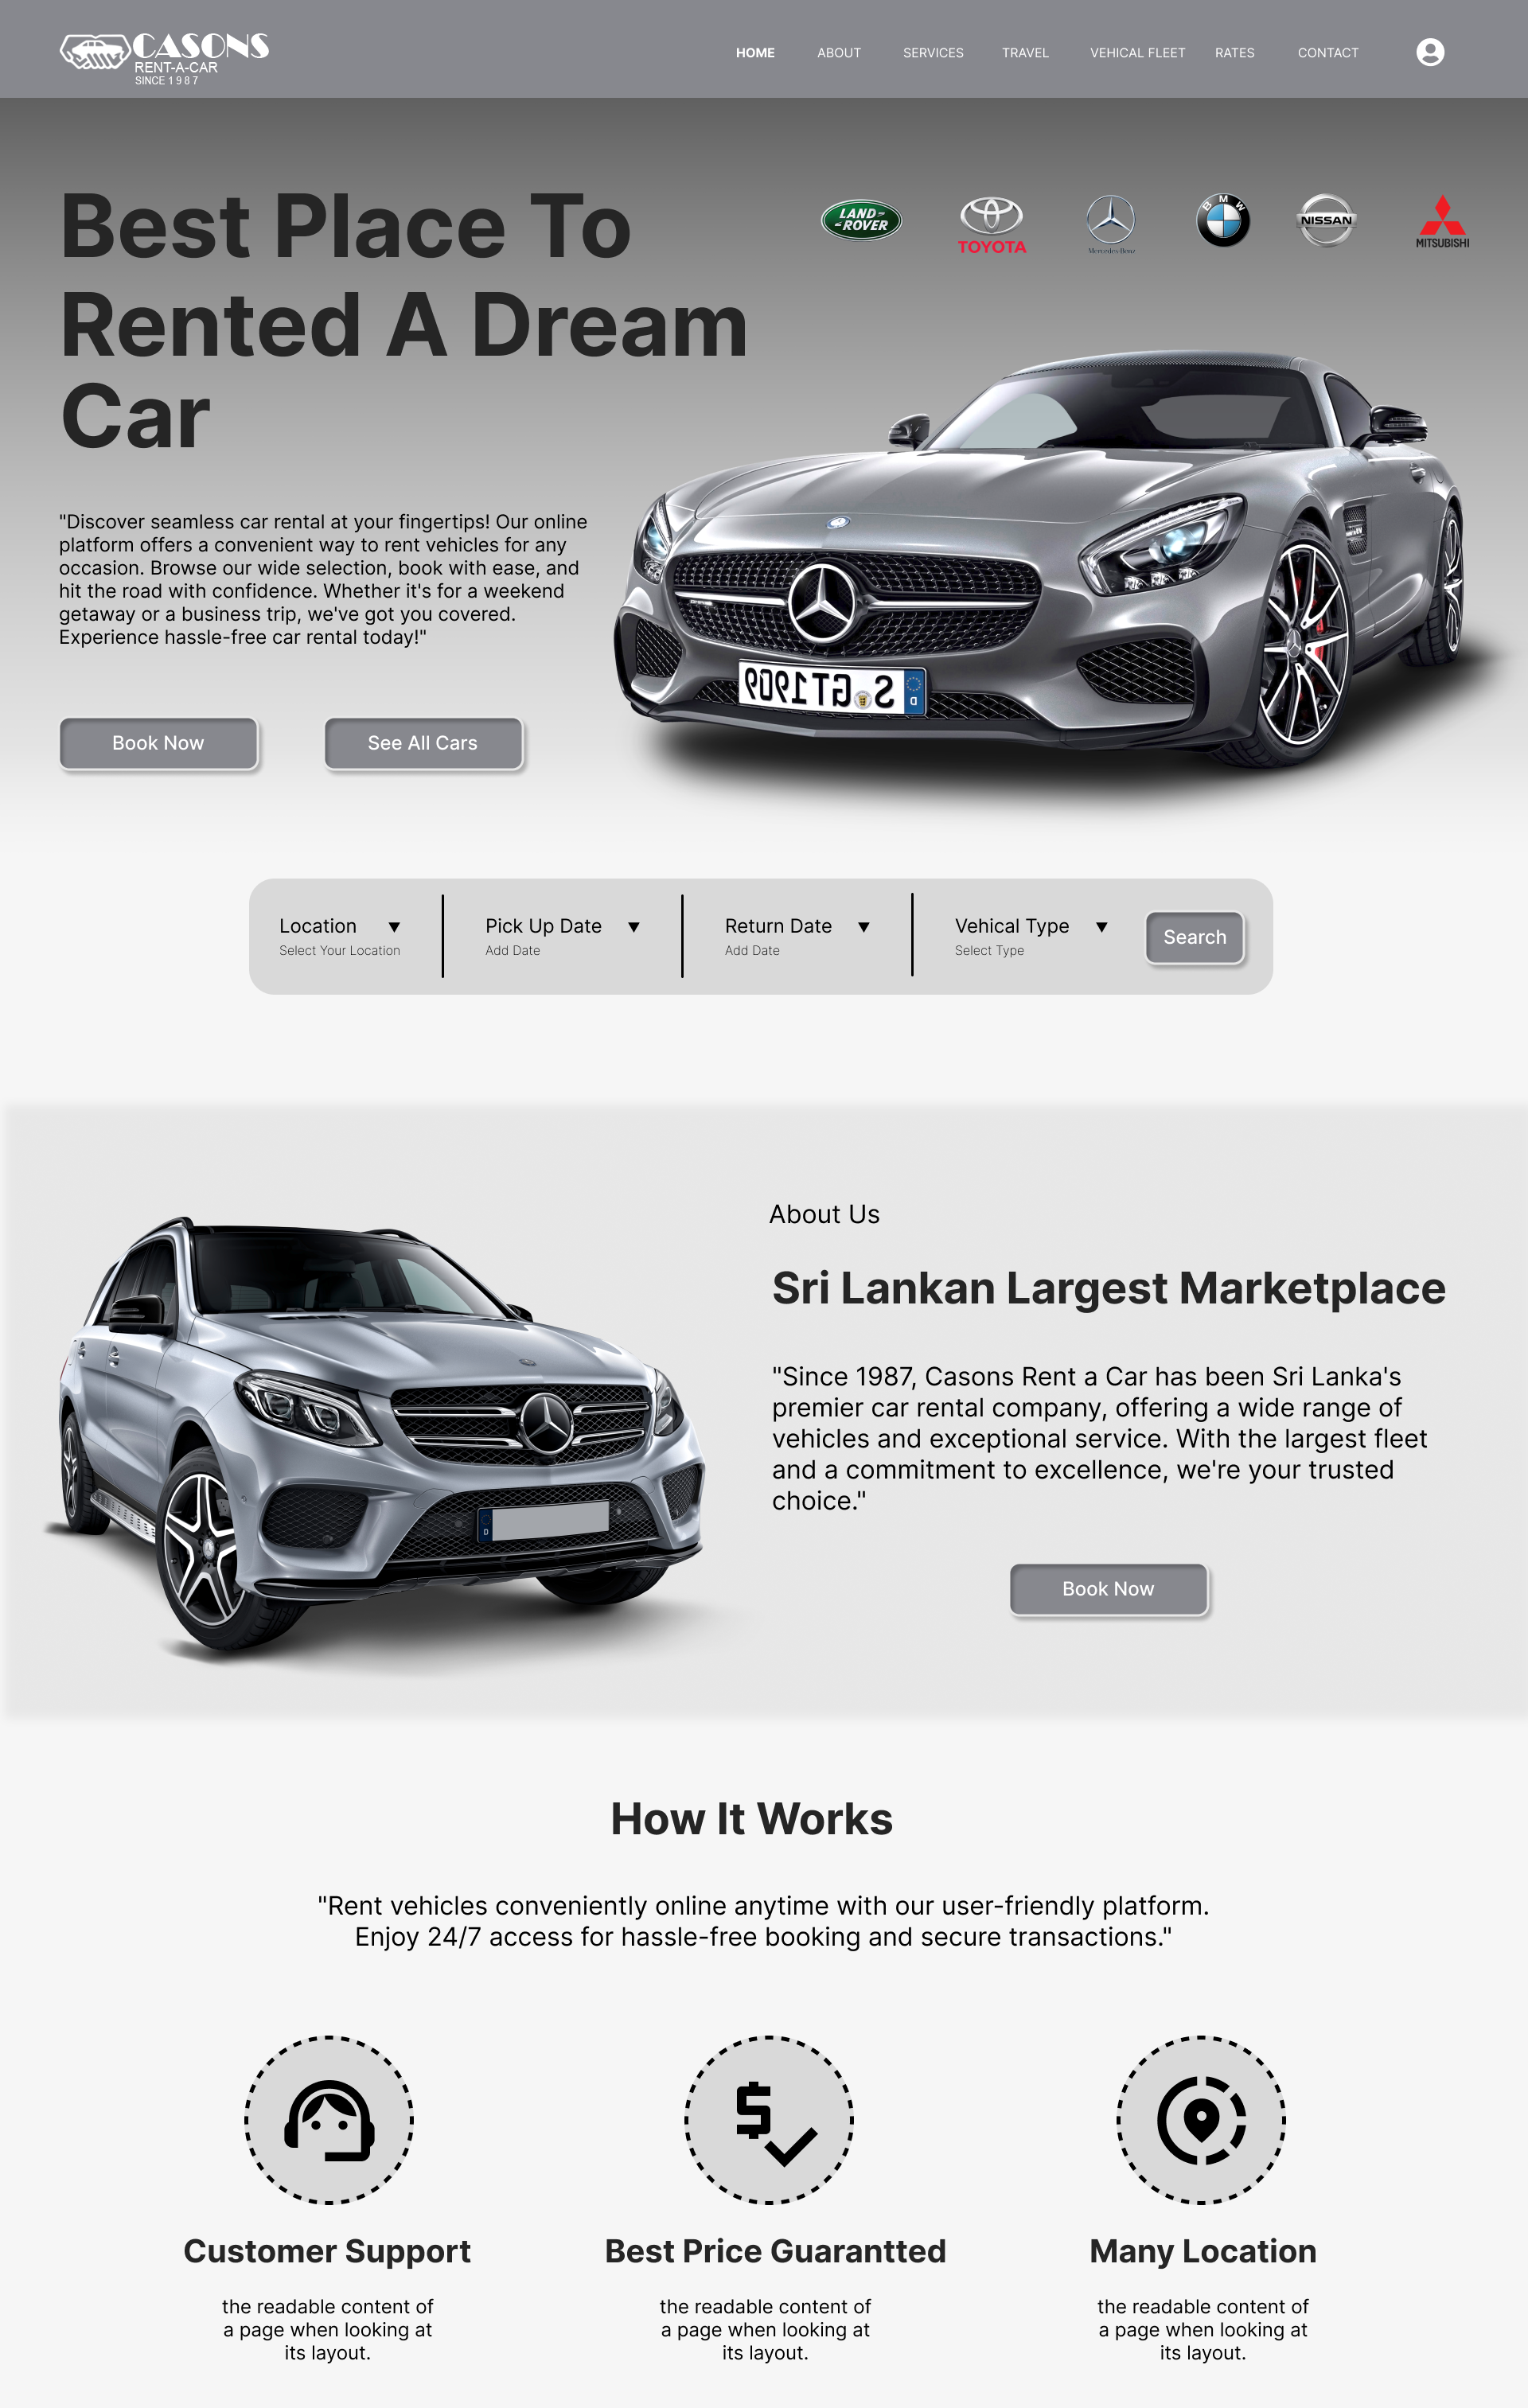 CASONS
RENT-A-CAR
SINCE 1987
HOME ABOUT SERVICES TRAVEL VEHICAL FLEET RATES CONTACT
Best Place To
Rented A Dream
Car
LAND ROVER
TOYOTA
Mercedes-Benz
BMW
NISSAN
MITSUBISHI
"Discover seamless car rental at your fingertips! Our online
platform offers a convenient way to rent vehicles for any
occasion. Browse our wide selection, book with ease, and
hit the road with confidence. Whether it's for a weekend
getaway or a business trip, we've got you covered.
Experience hassle-free car rental today!"
S GT1909
D
Book Now
See All Cars
Location ▼
Select Your Location
Pick Up Date ▼
Add Date
Return Date ▼
Add Date
Vehical Type ▼
Select Type
Search
About Us
Sri Lankan Largest Marketplace
"Since 1987, Casons Rent a Car has been Sri Lanka's
premier car rental company, offering a wide range of
vehicles and exceptional service. With the largest fleet
and a commitment to excellence, we're your trusted
choice."
D
Book Now
How It Works
"Rent vehicles conveniently online anytime with our user-friendly platform.
Enjoy 24/7 access for hassle-free booking and secure transactions."
Customer Support
the readable content of
a page when looking at
its layout.
Best Price Guarantted
the readable content of
a page when looking at
its layout.
Many Location
the readable content of
a page when looking at
its layout.